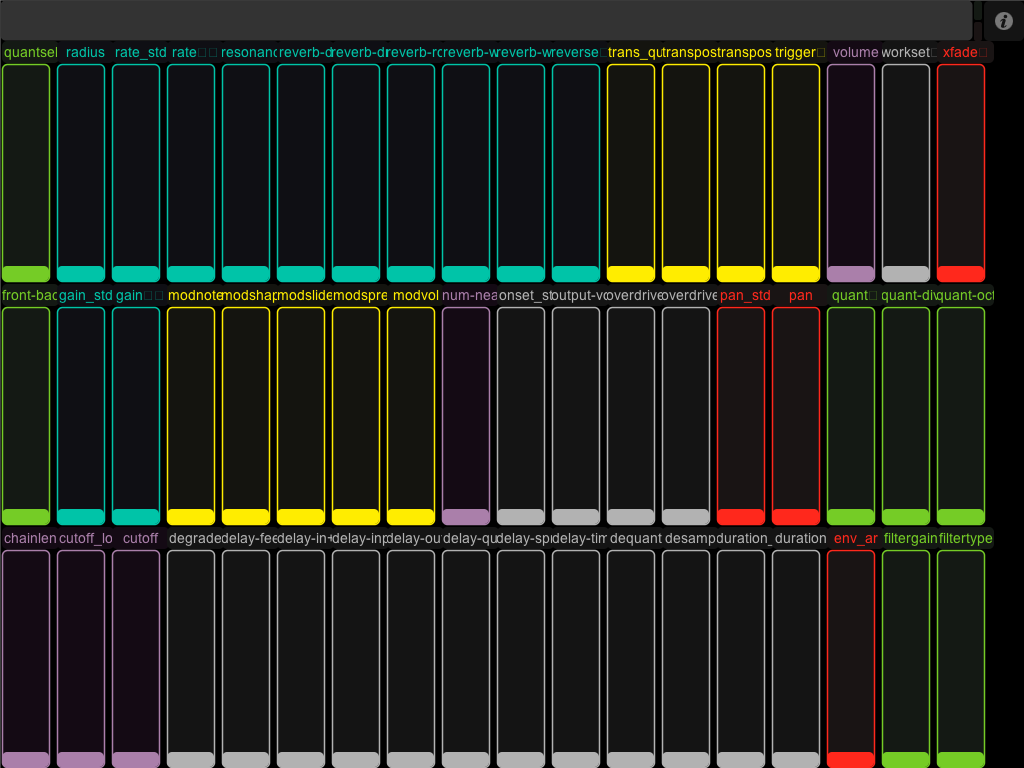 quantsel radius rate_std rate resonanc reverb-d reverb-d reverb-ro reverb-w reverb-w reverse trans_qu transpos transpos trigger volume workset xfade
front-bac gain_std gain modnote modshap modslide modspre modvol num-nea onset_st output-vo overdrive overdrive pan_std pan quant quant-div quant-oct
chainlen cutoff_lo cutoff degrade delay-fee delay-in+ delay-inp delay-ou delay-qu delay-spr delay-tim dequant desamp duration_ duration env_ar filtergain filtertype